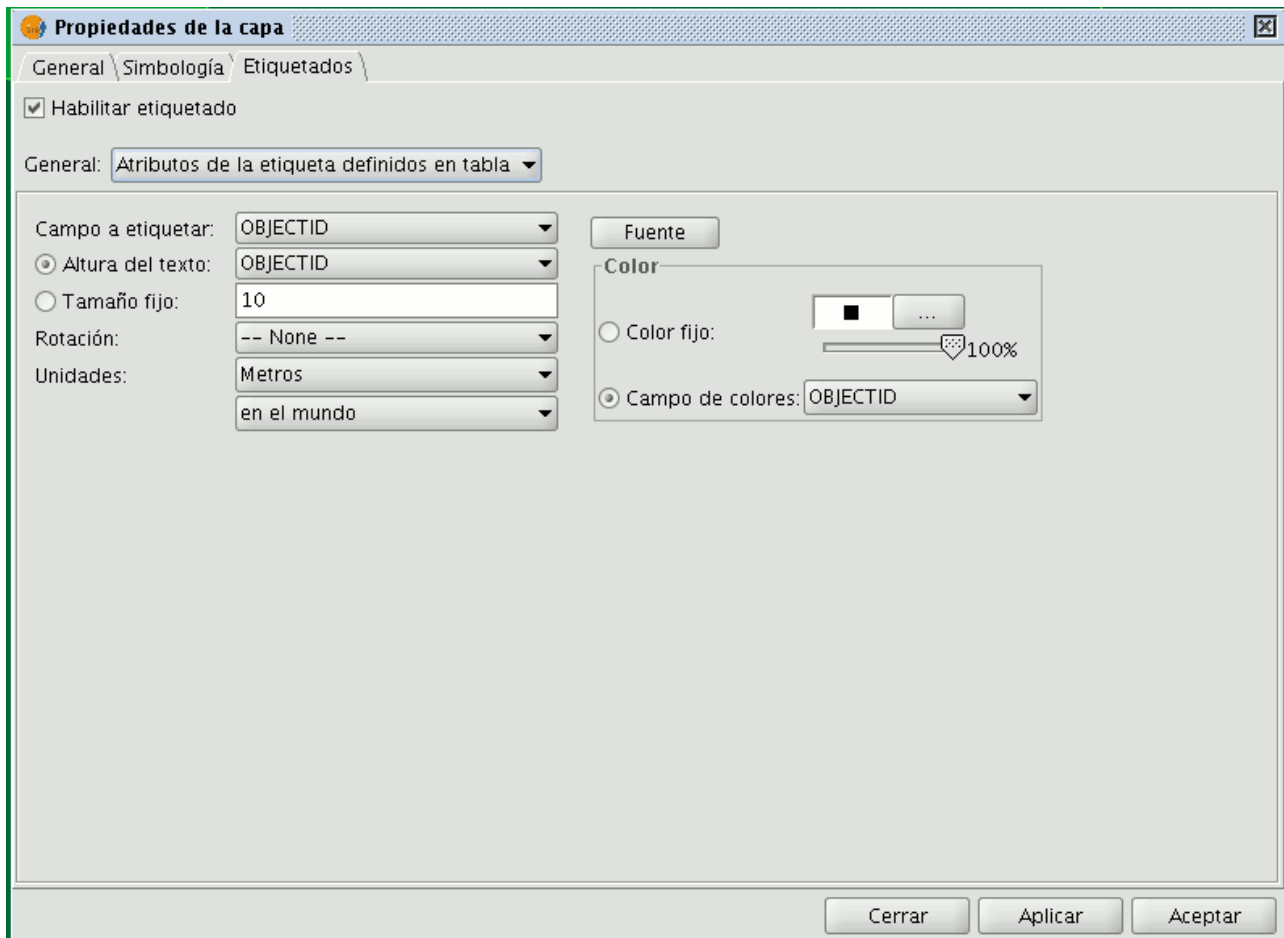 Propiedades de la capa
General Simbología Etiquetados
Habilitar etiquetado
General: Atributos de la etiqueta definidos en tabla
Campo a etiquetar: OBJECTID Fuente
Altura del texto: OBJECTID
Color
Tamaño fijo: 10
Color fijo: ...
Rotación: -- None --
100%
Unidades: Metros
Campo de colores: OBJECTID
en el mundo
Cerrar Aplicar Aceptar